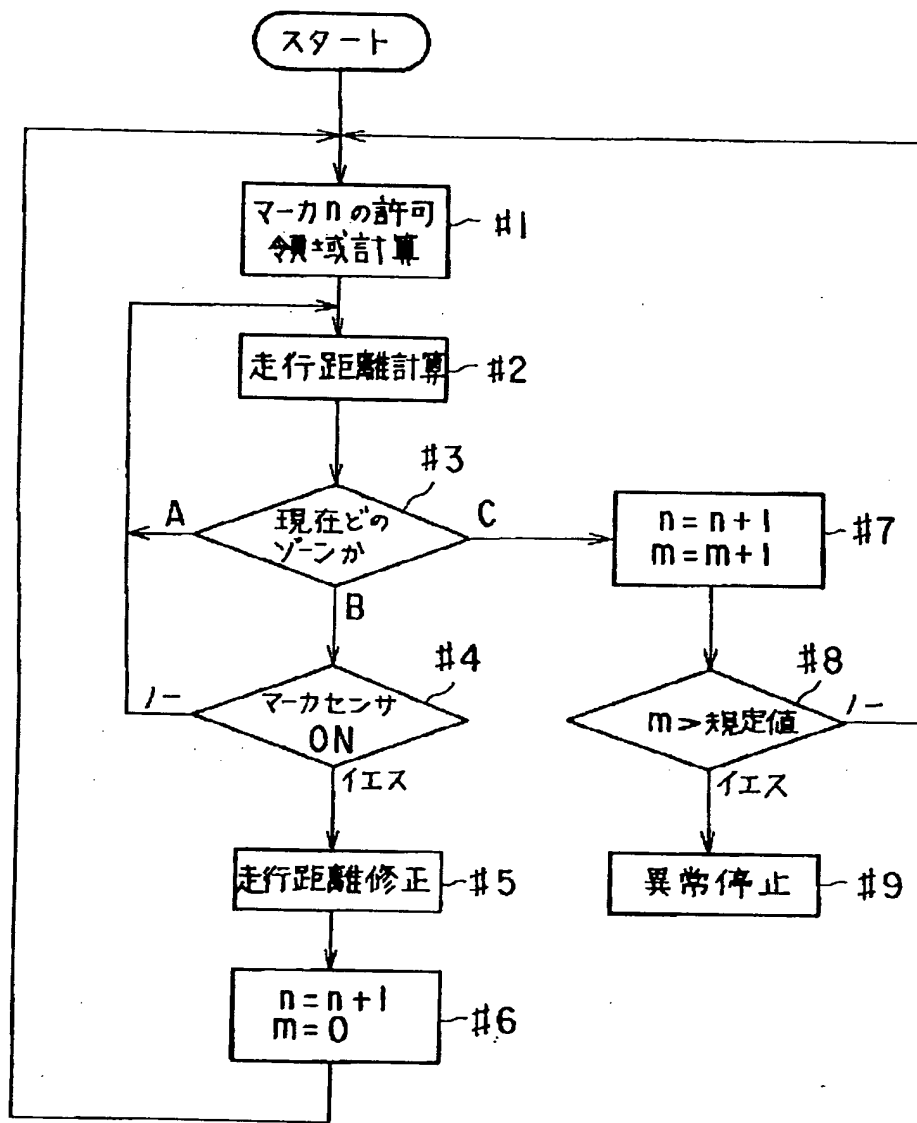 スタート
マーカnの許可
領域計算
#1
走行距離計算
#2
#3
A
現在どの
ゾーンか
C
B
n=n+1
m=m+1
#7
#4
ノー
マーカセンサ
ON
イエス
#8
m>規定値
ノー
イエス
走行距離修正
#5
異常停止
#9
n=n+1
m=0
#6